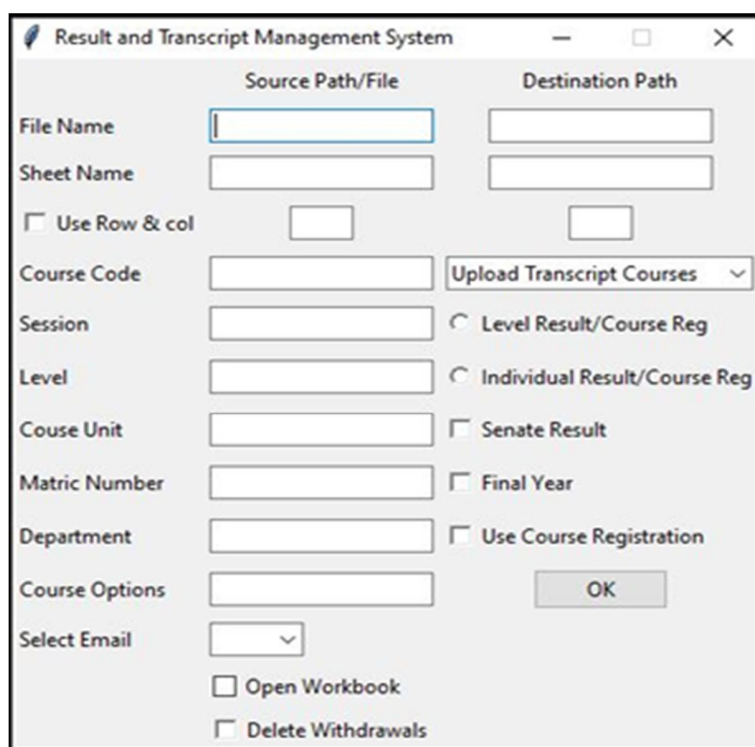 Result and Transcript Management System
Source Path/File Destination Path
File Name
Sheet Name
Use Row & col
Course Code Upload Transcript Courses
Session Level Result/Course Reg
Level Individual Result/Course Reg
Couse Unit Senate Result
Matric Number Final Year
Department Use Course Registration
Course Options OK
Select Email
Open Workbook
Delete Withdrawals